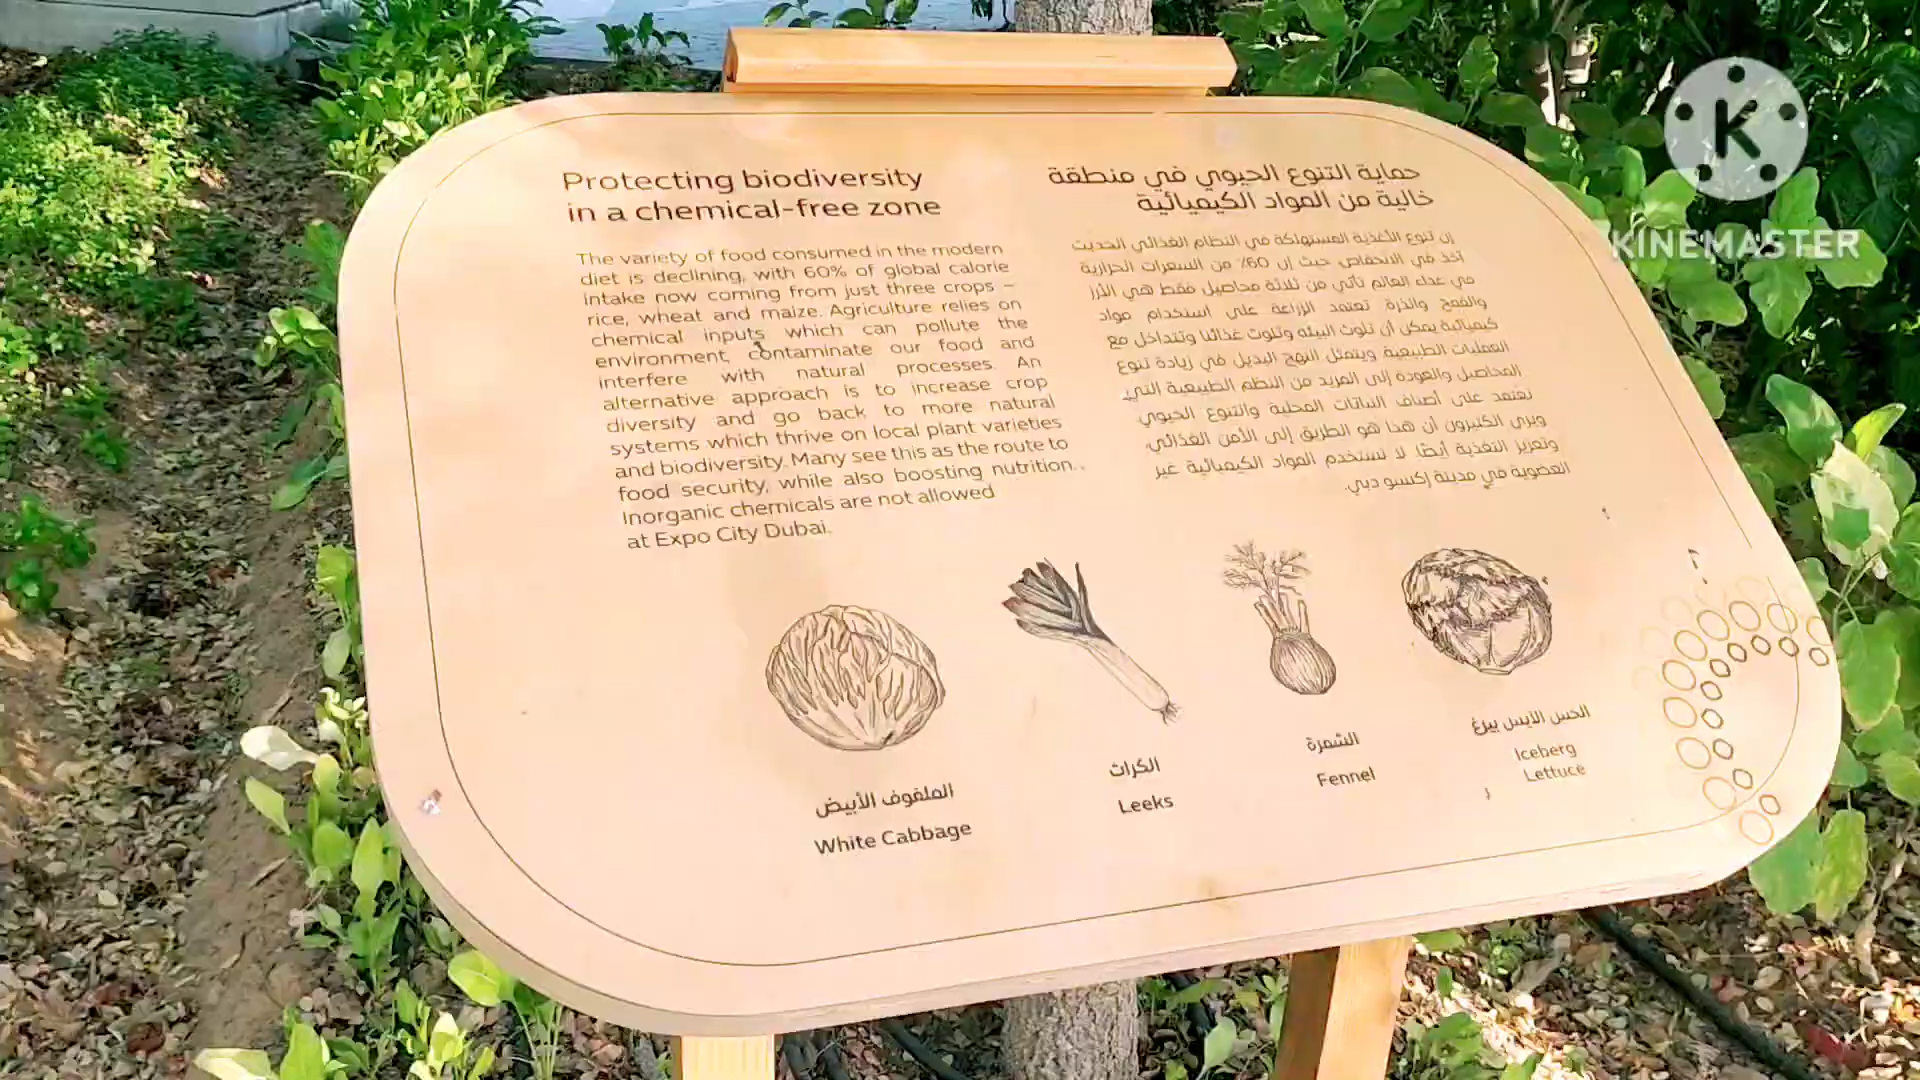 Protecting biodiversity
in a chemical-free zone
The variety of food consumed in the modern
diet is declining, with 60% of global calorie
intake now coming from just three crops –
rice, wheat and maize. Agriculture relies on
chemical inputs which can pollute the
environment, contaminate our food and
interfere with natural processes. An
alternative approach is to increase crop
diversity and go back to more natural
systems which thrive on local plant varieties
and biodiversity. Many see this as the route to
food security, while also boosting nutrition.
Inorganic chemicals are not allowed
at Expo City Dubai.
حماية التنوع الحيوي في منطقة
خالية من المواد الكيميائية
إن تنوع الأغذية المستهلكة في النظام الغذائي الحديث
آخذ في الانخفاض حيث إن 60٪ من السعرات الحرارية
في غذاء العالم تأتي من ثلاثة محاصيل فقط هي الأرز
والقمح والذرة. تعتمد الزراعة على استخدام مواد
كيميائية يمكن أن تلوث البيئة وتلوث غذائنا وتتداخل مع
العمليات الطبيعية ويتمثل النهج البديل في زيادة تنوع
المحاصيل والعودة إلى المزيد من النظم الطبيعية التي
تعتمد على أصناف النباتات المحلية والتنوع الحيوي
ويرى الكثيرون أن هذا هو الطريق إلى الأمن الغذائي
وتعزيز التغذية أيضًا. لا نستخدم المواد الكيميائية غير
العضوية في مدينة إكسبو دبي.
الملفوف الأبيض
White Cabbage
الكراث
Leeks
الشمرة
Fennel
الخس الآيس بيرغ
Iceberg
Lettuce
K
KINEMASTER